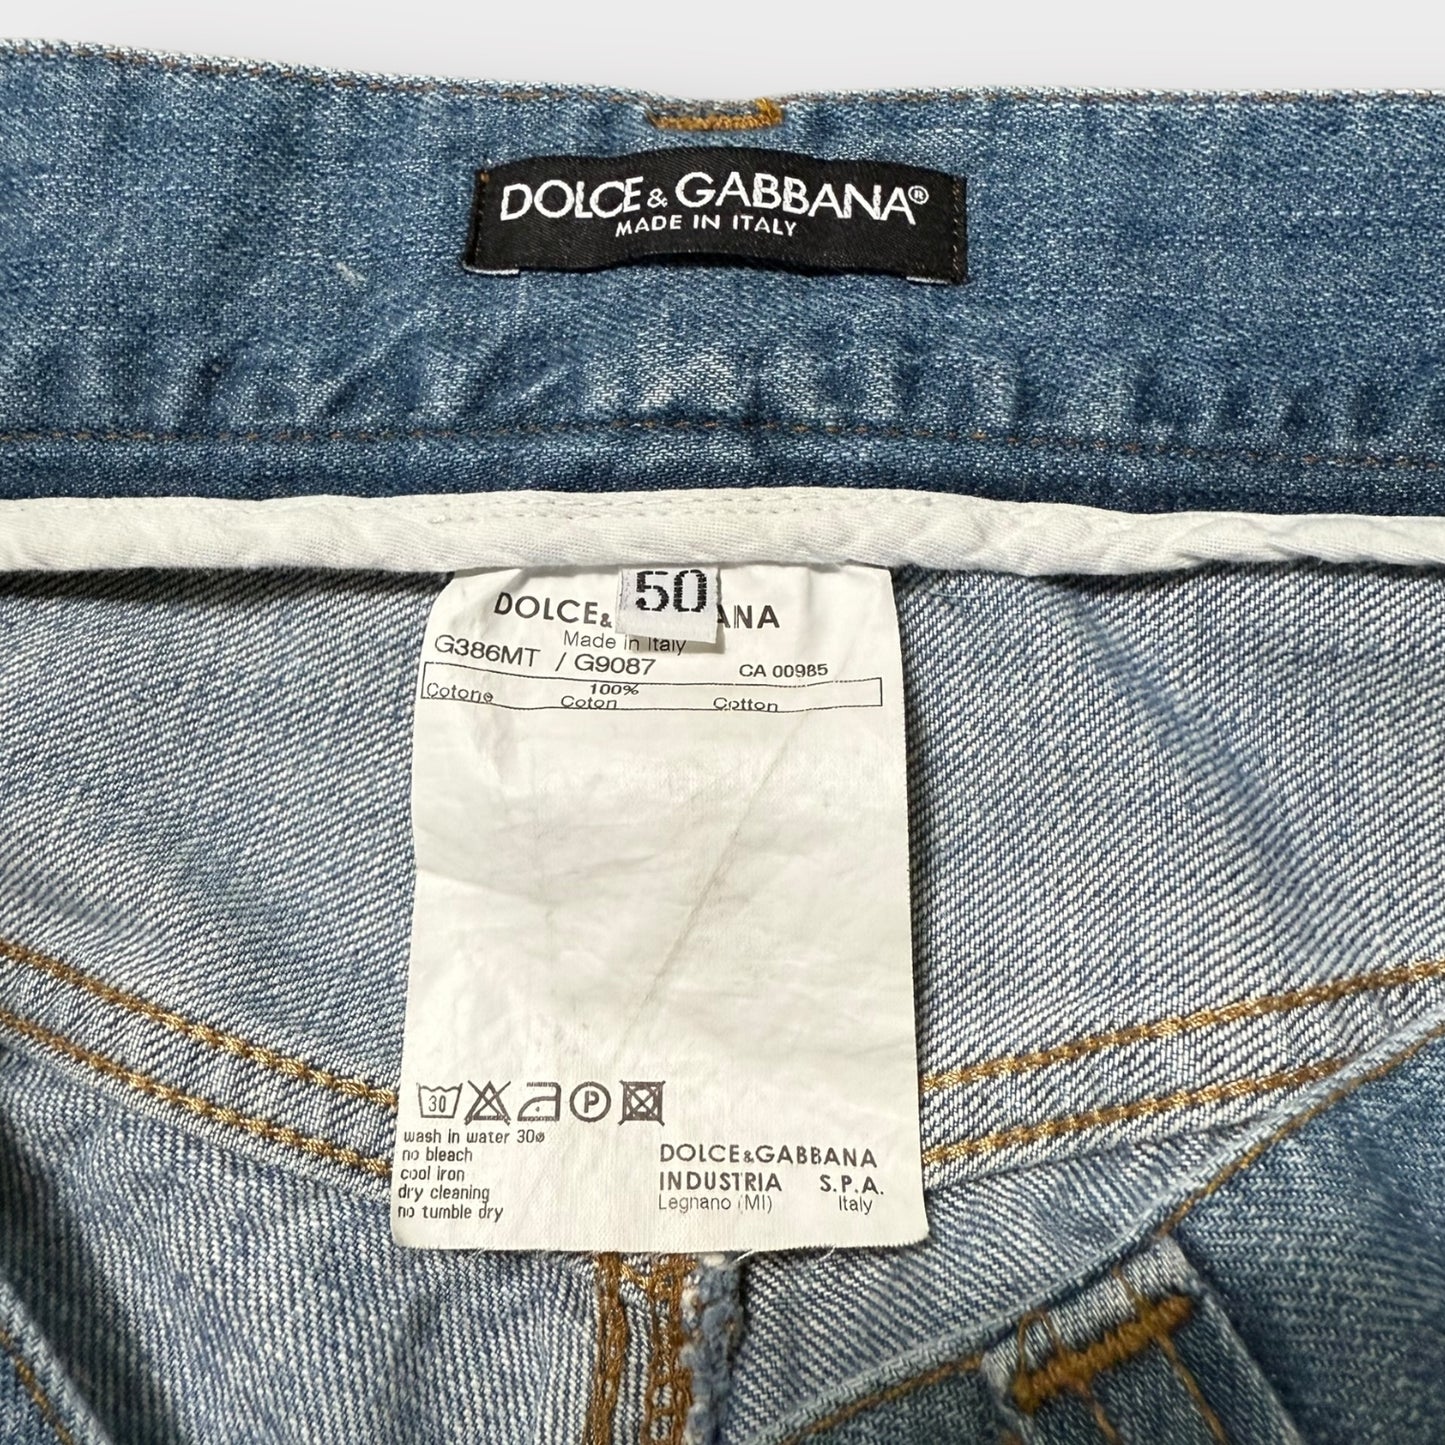 DOLCE & GABBANA®
MADE IN ITALY
50
DOLCE& ANA
Made in Italy
G386MT / G9087 CA 00985
100%
Cotone Coton Cotton
30 P
wash in water 30ø
no bleach
cool iron
dry cleaning
no tumble dry
DOLCE&GABBANA
INDUSTRIA S.P.A.
Legnano (MI) Italy